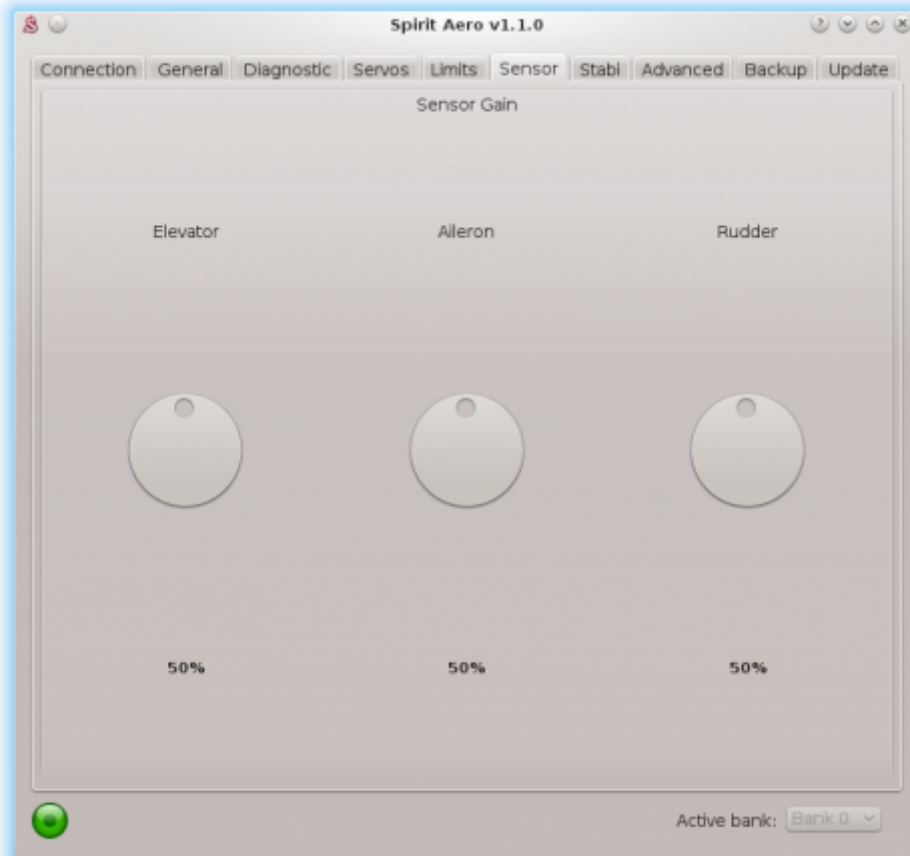 Spirit Aero v1.1.0
Connection General Diagnostic Servos Limits Sensor Stabi Advanced Backup Update
Sensor Gain
Elevator Aileron Rudder
50% 50% 50%
Active bank: Bank 0